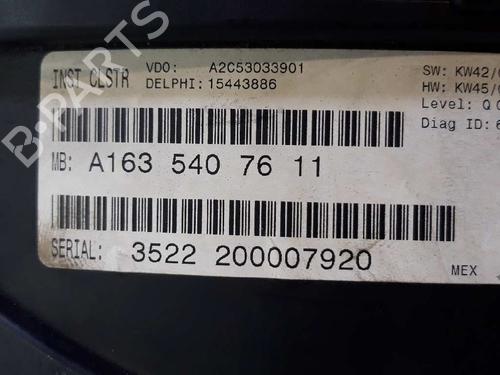 INST CLSTR VDO: A2C53033901
DELPHI: 15443886
SW: KW42/
HW: KW45/
Level: Q
Diag ID:
MB: A163 540 76 11
SERIAL: 3522 200007920
MEX